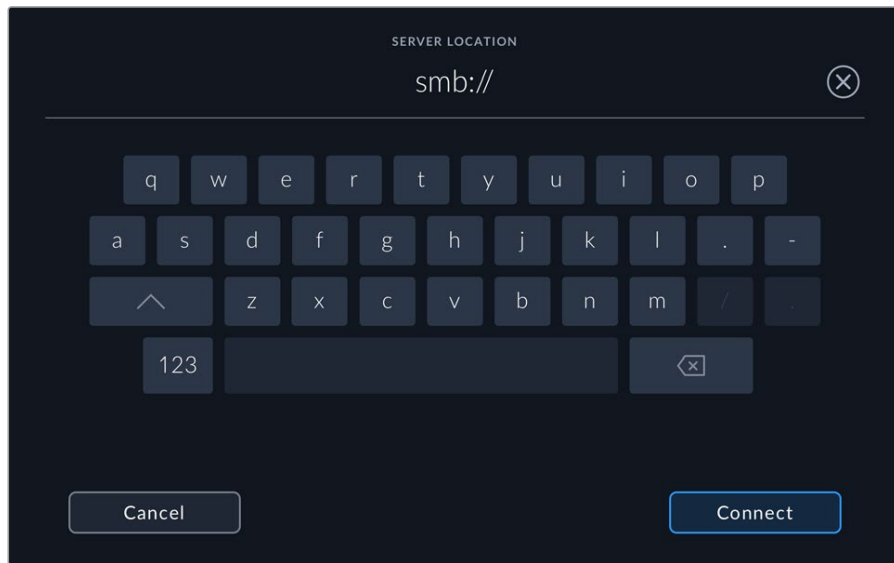 SERVER LOCATION
smb://
q w e r t y u i o p
a s d f g h j k l . -
z x c v b n m / .
123
Cancel Connect